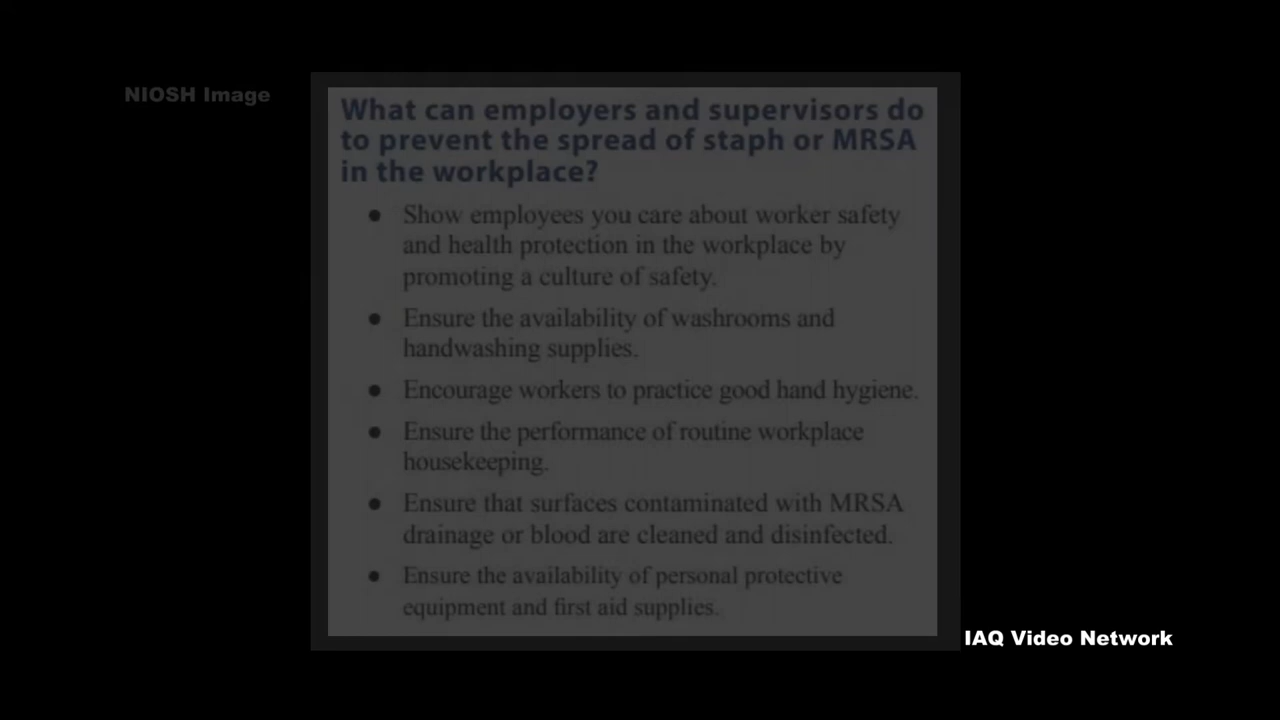 NIOSH Image
What can employers and supervisors do
to prevent the spread of staph or MRSA
in the workplace?
● Show employees you care about worker safety
and health protection in the workplace by
promoting a culture of safety.
● Ensure the availability of washrooms and
handwashing supplies.
● Encourage workers to practice good hand hygiene.
● Ensure the performance of routine workplace
housekeeping.
● Ensure that surfaces contaminated with MRSA
drainage or blood are cleaned and disinfected.
● Ensure the availability of personal protective
equipment and first aid supplies.
IAQ Video Network